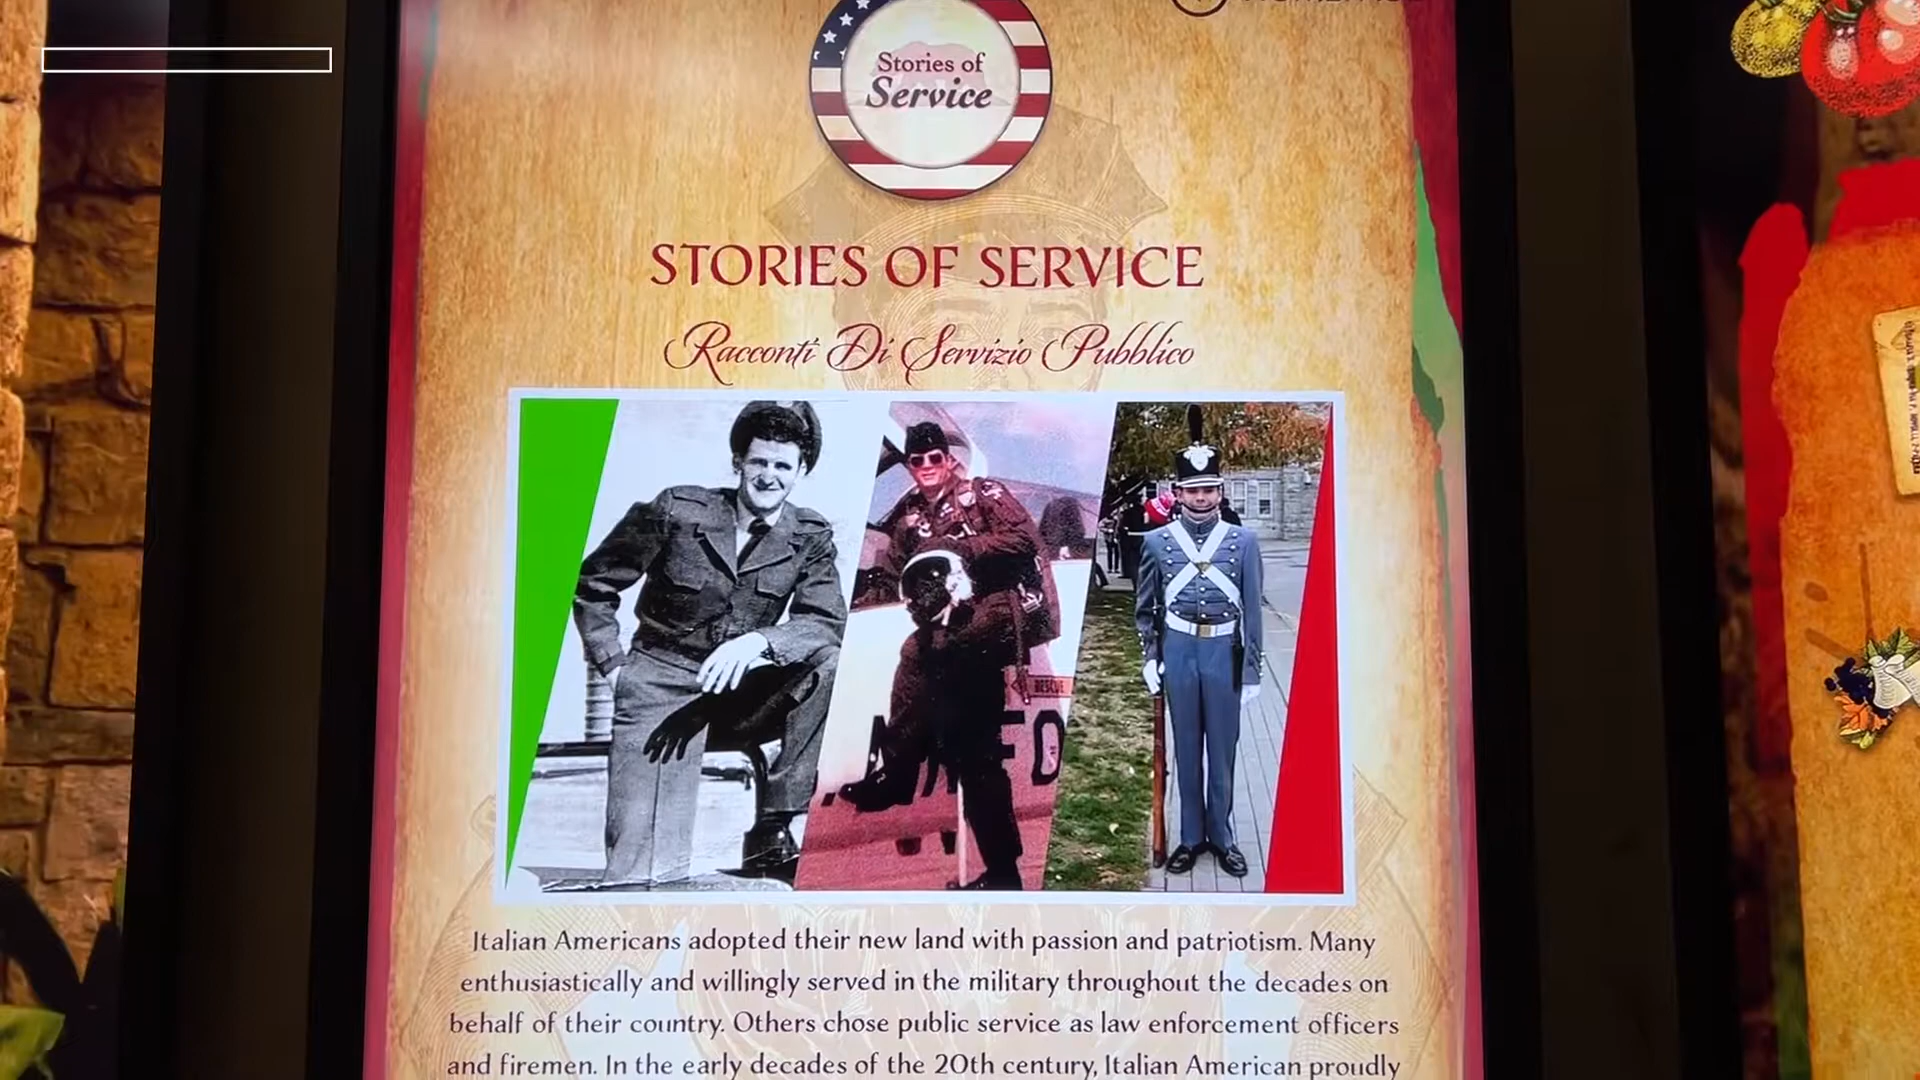 Stories of
Service
STORIES OF SERVICE
Racconti Di Servizio Pubblico
RESCUE
Italian Americans adopted their new land with passion and patriotism. Many
enthusiastically and willingly served in the military throughout the decades on
behalf of their country. Others chose public service as law enforcement officers
and firemen. In the early decades of the 20th century, Italian American proudly